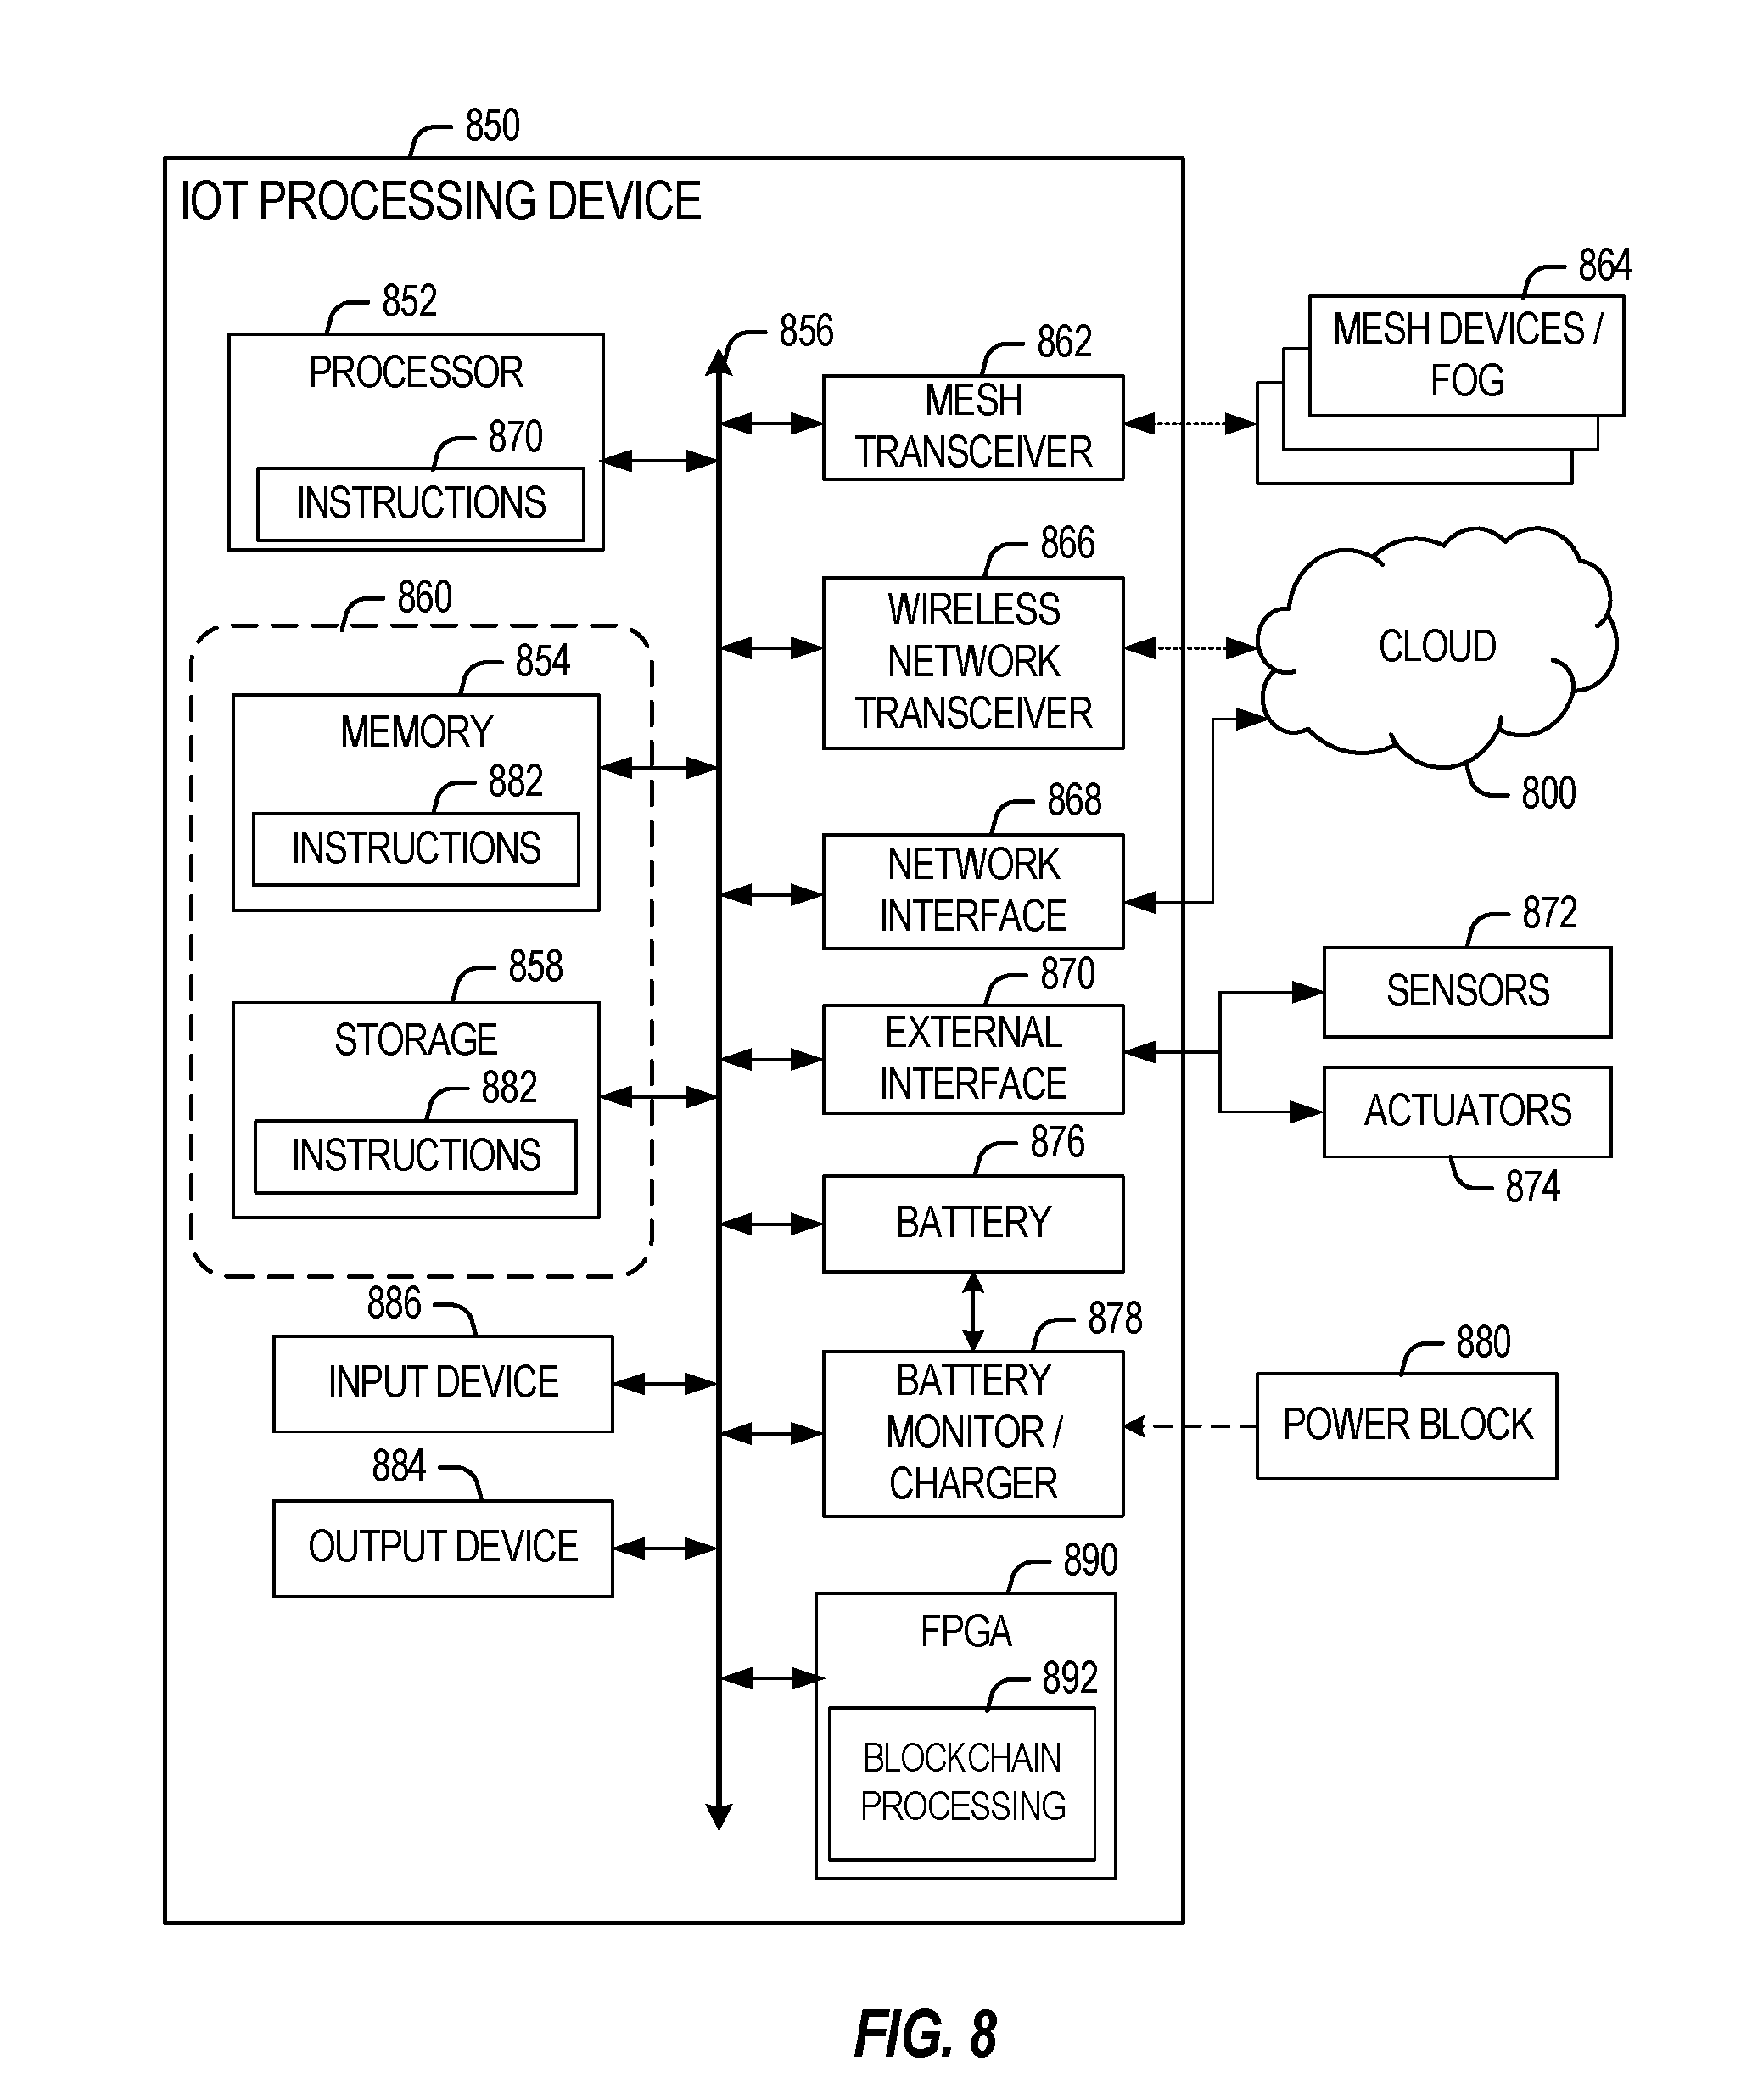 850
IOT PROCESSING DEVICE
852
PROCESSOR
870
INSTRUCTIONS
860
854
MEMORY
882
INSTRUCTIONS
858
STORAGE
882
INSTRUCTIONS
886
INPUT DEVICE
884
OUTPUT DEVICE
856
862
MESH
TRANSCEIVER
866
WIRELESS
NETWORK
TRANSCEIVER
868
NETWORK
INTERFACE
870
EXTERNAL
INTERFACE
876
BATTERY
878
BATTERY
MONITOR /
CHARGER
890
FPGA
892
BLOCKCHAIN
PROCESSING
864
MESH DEVICES /
FOG
CLOUD
800
872
SENSORS
ACTUATORS
874
880
POWER BLOCK
FIG. 8